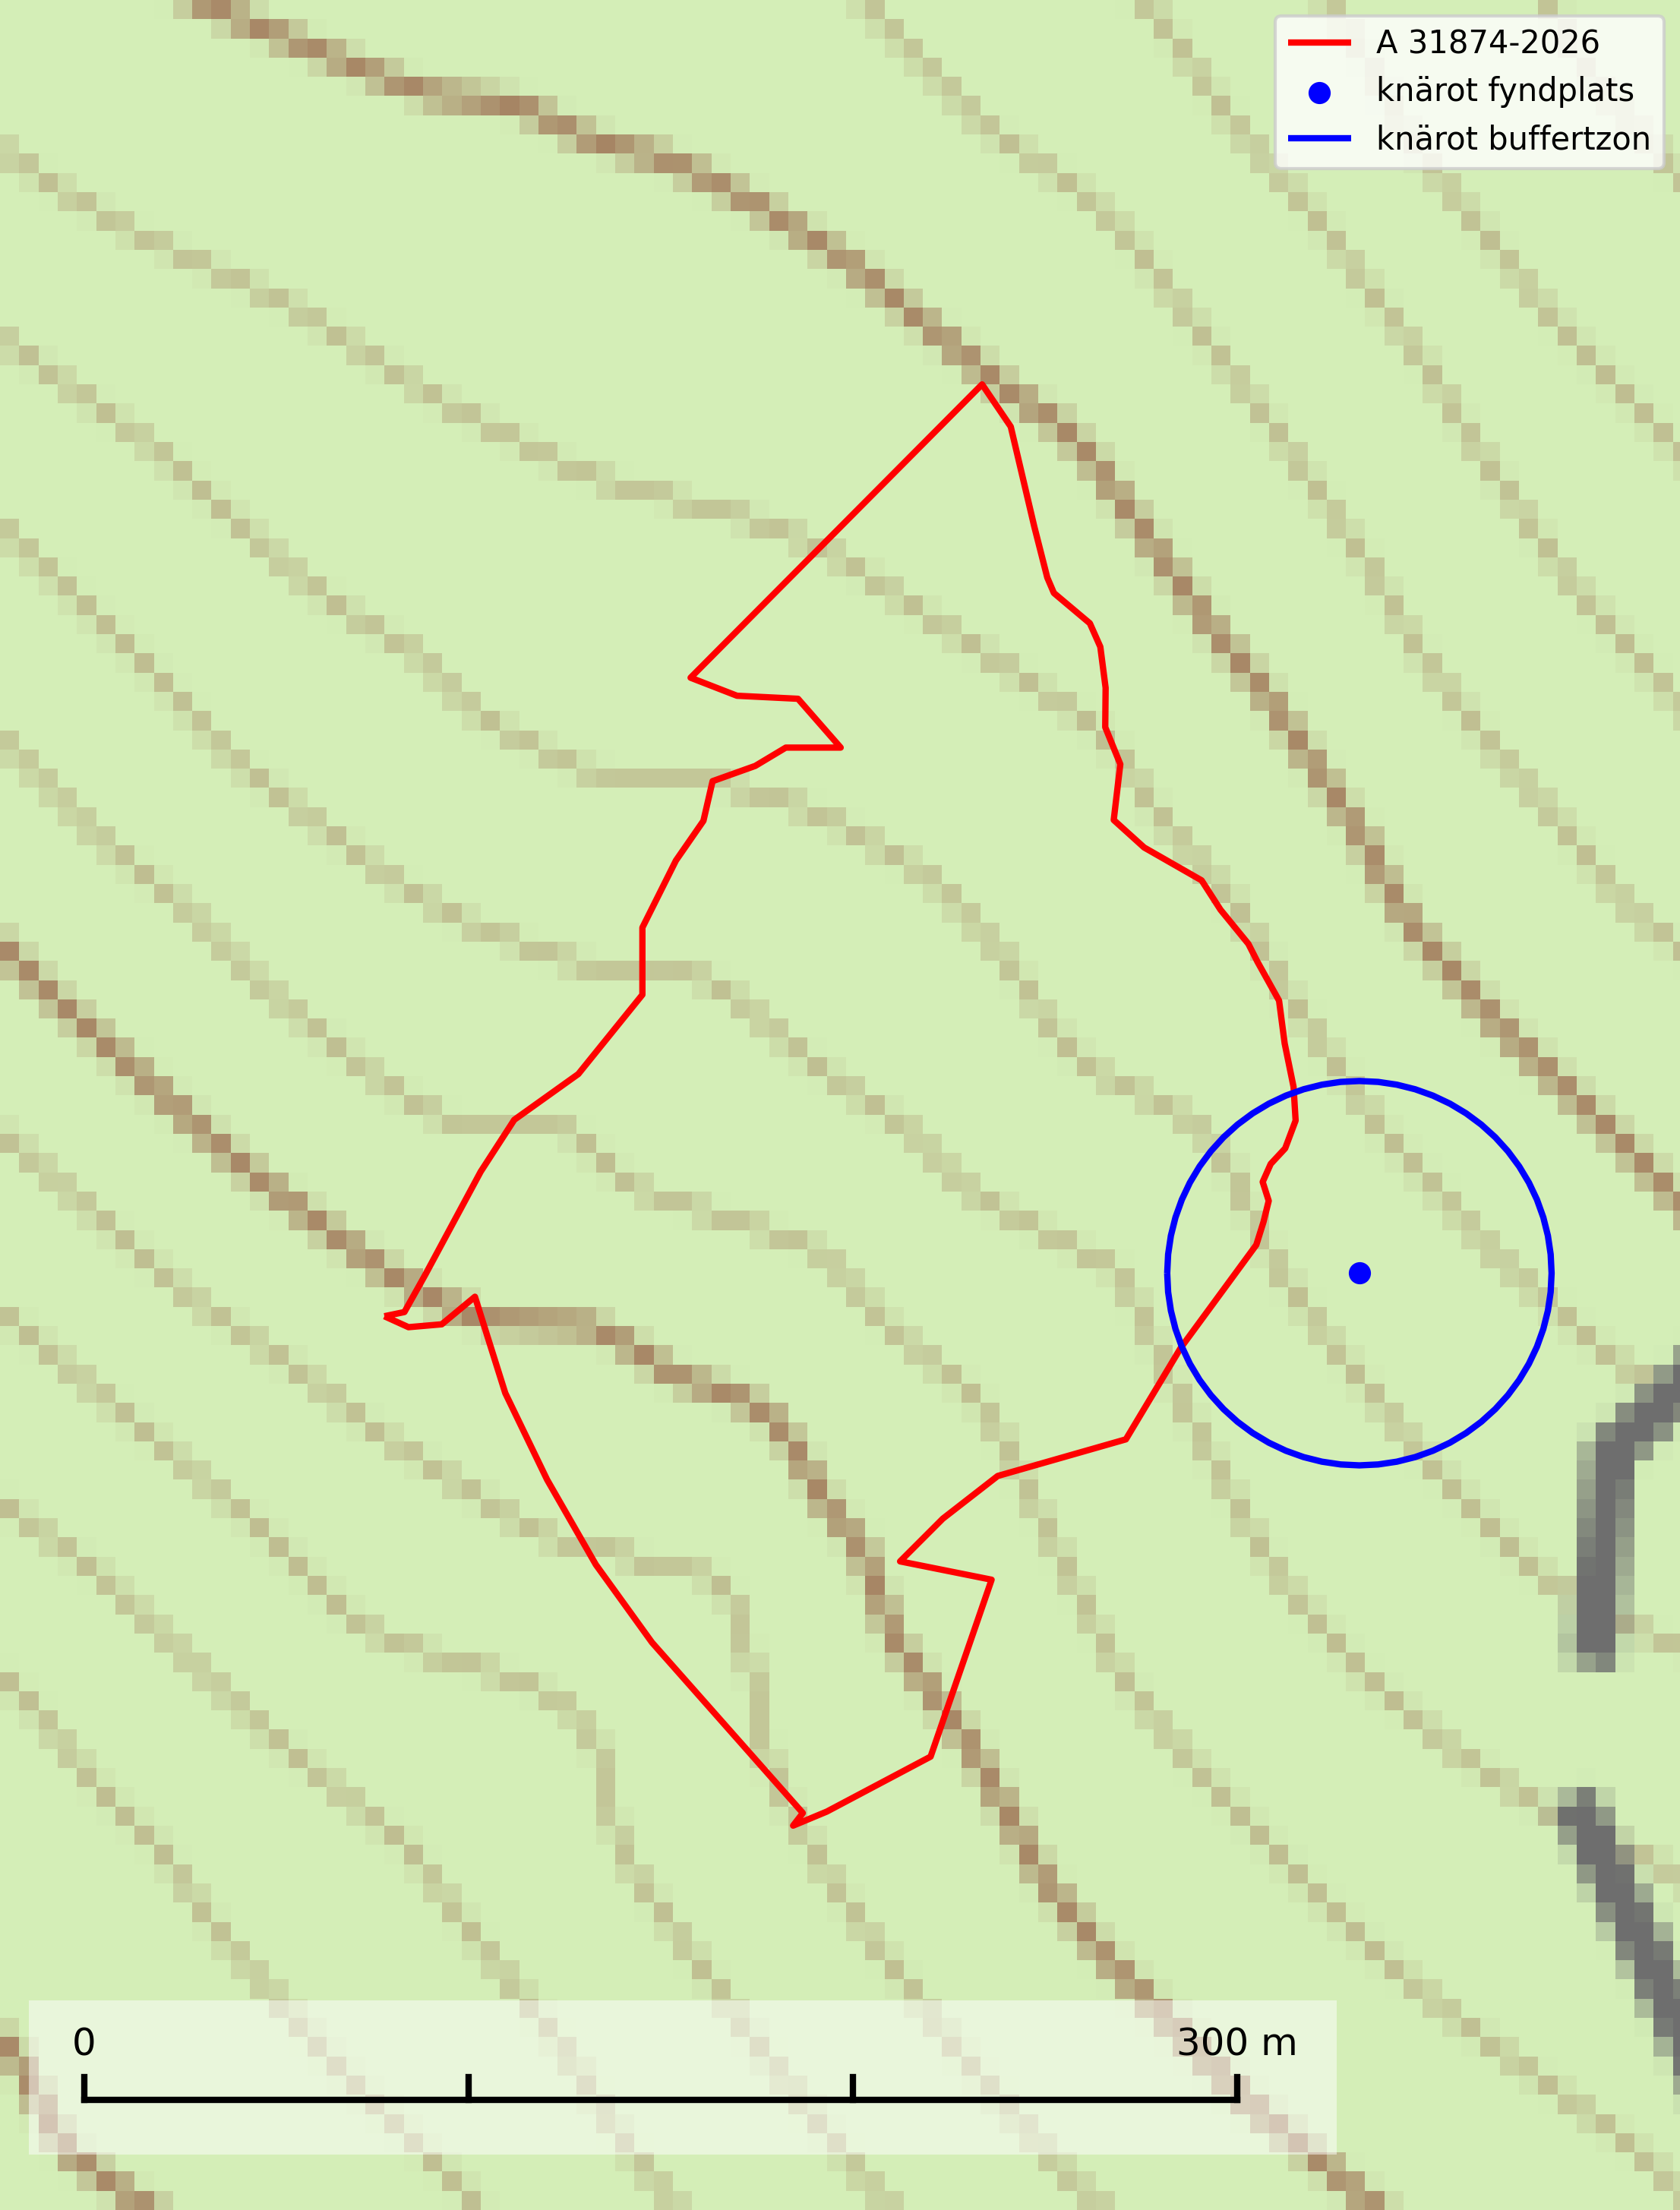 A 31874-2026
knärot fyndplats
knärot buffertzon
0 300 m